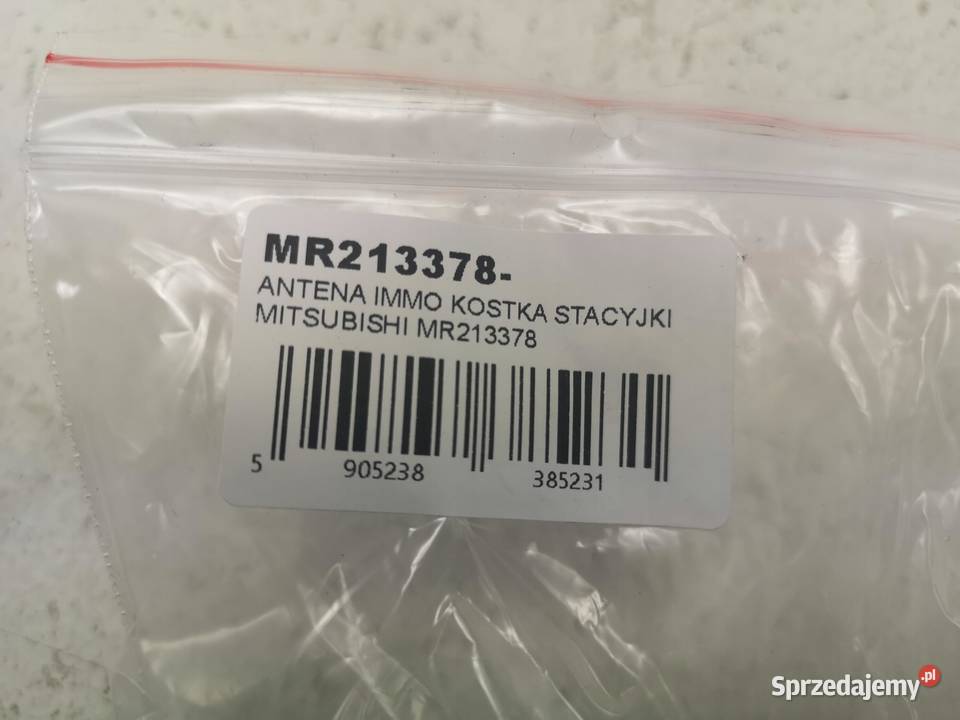 MR213378-
ANTENA IMMO KOSTKA STACYJKI
MITSUBISHI MR213378
5 905238 385231
Sprzedajemy.pl